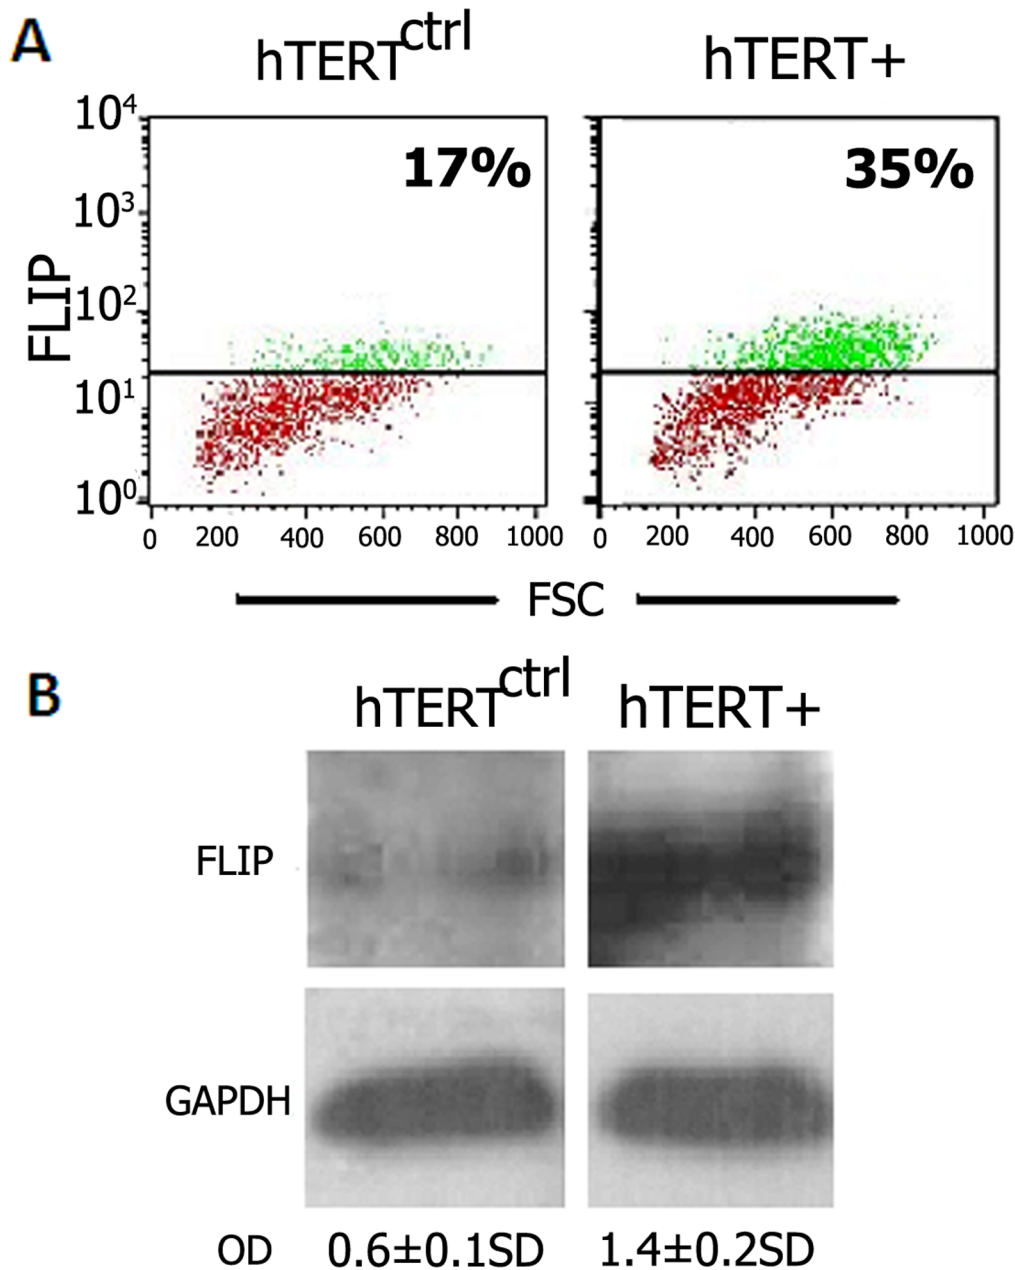 A
hTERTctrl
hTERT+
17%
35%
FLIP
10⁴
10³
10²
10¹
10⁰
0 200 400 600 800 1000
0 200 400 600 800 1000
FSC
B
hTERTctrl
hTERT+
FLIP
GAPDH
OD 0.6±0.1SD 1.4±0.2SD